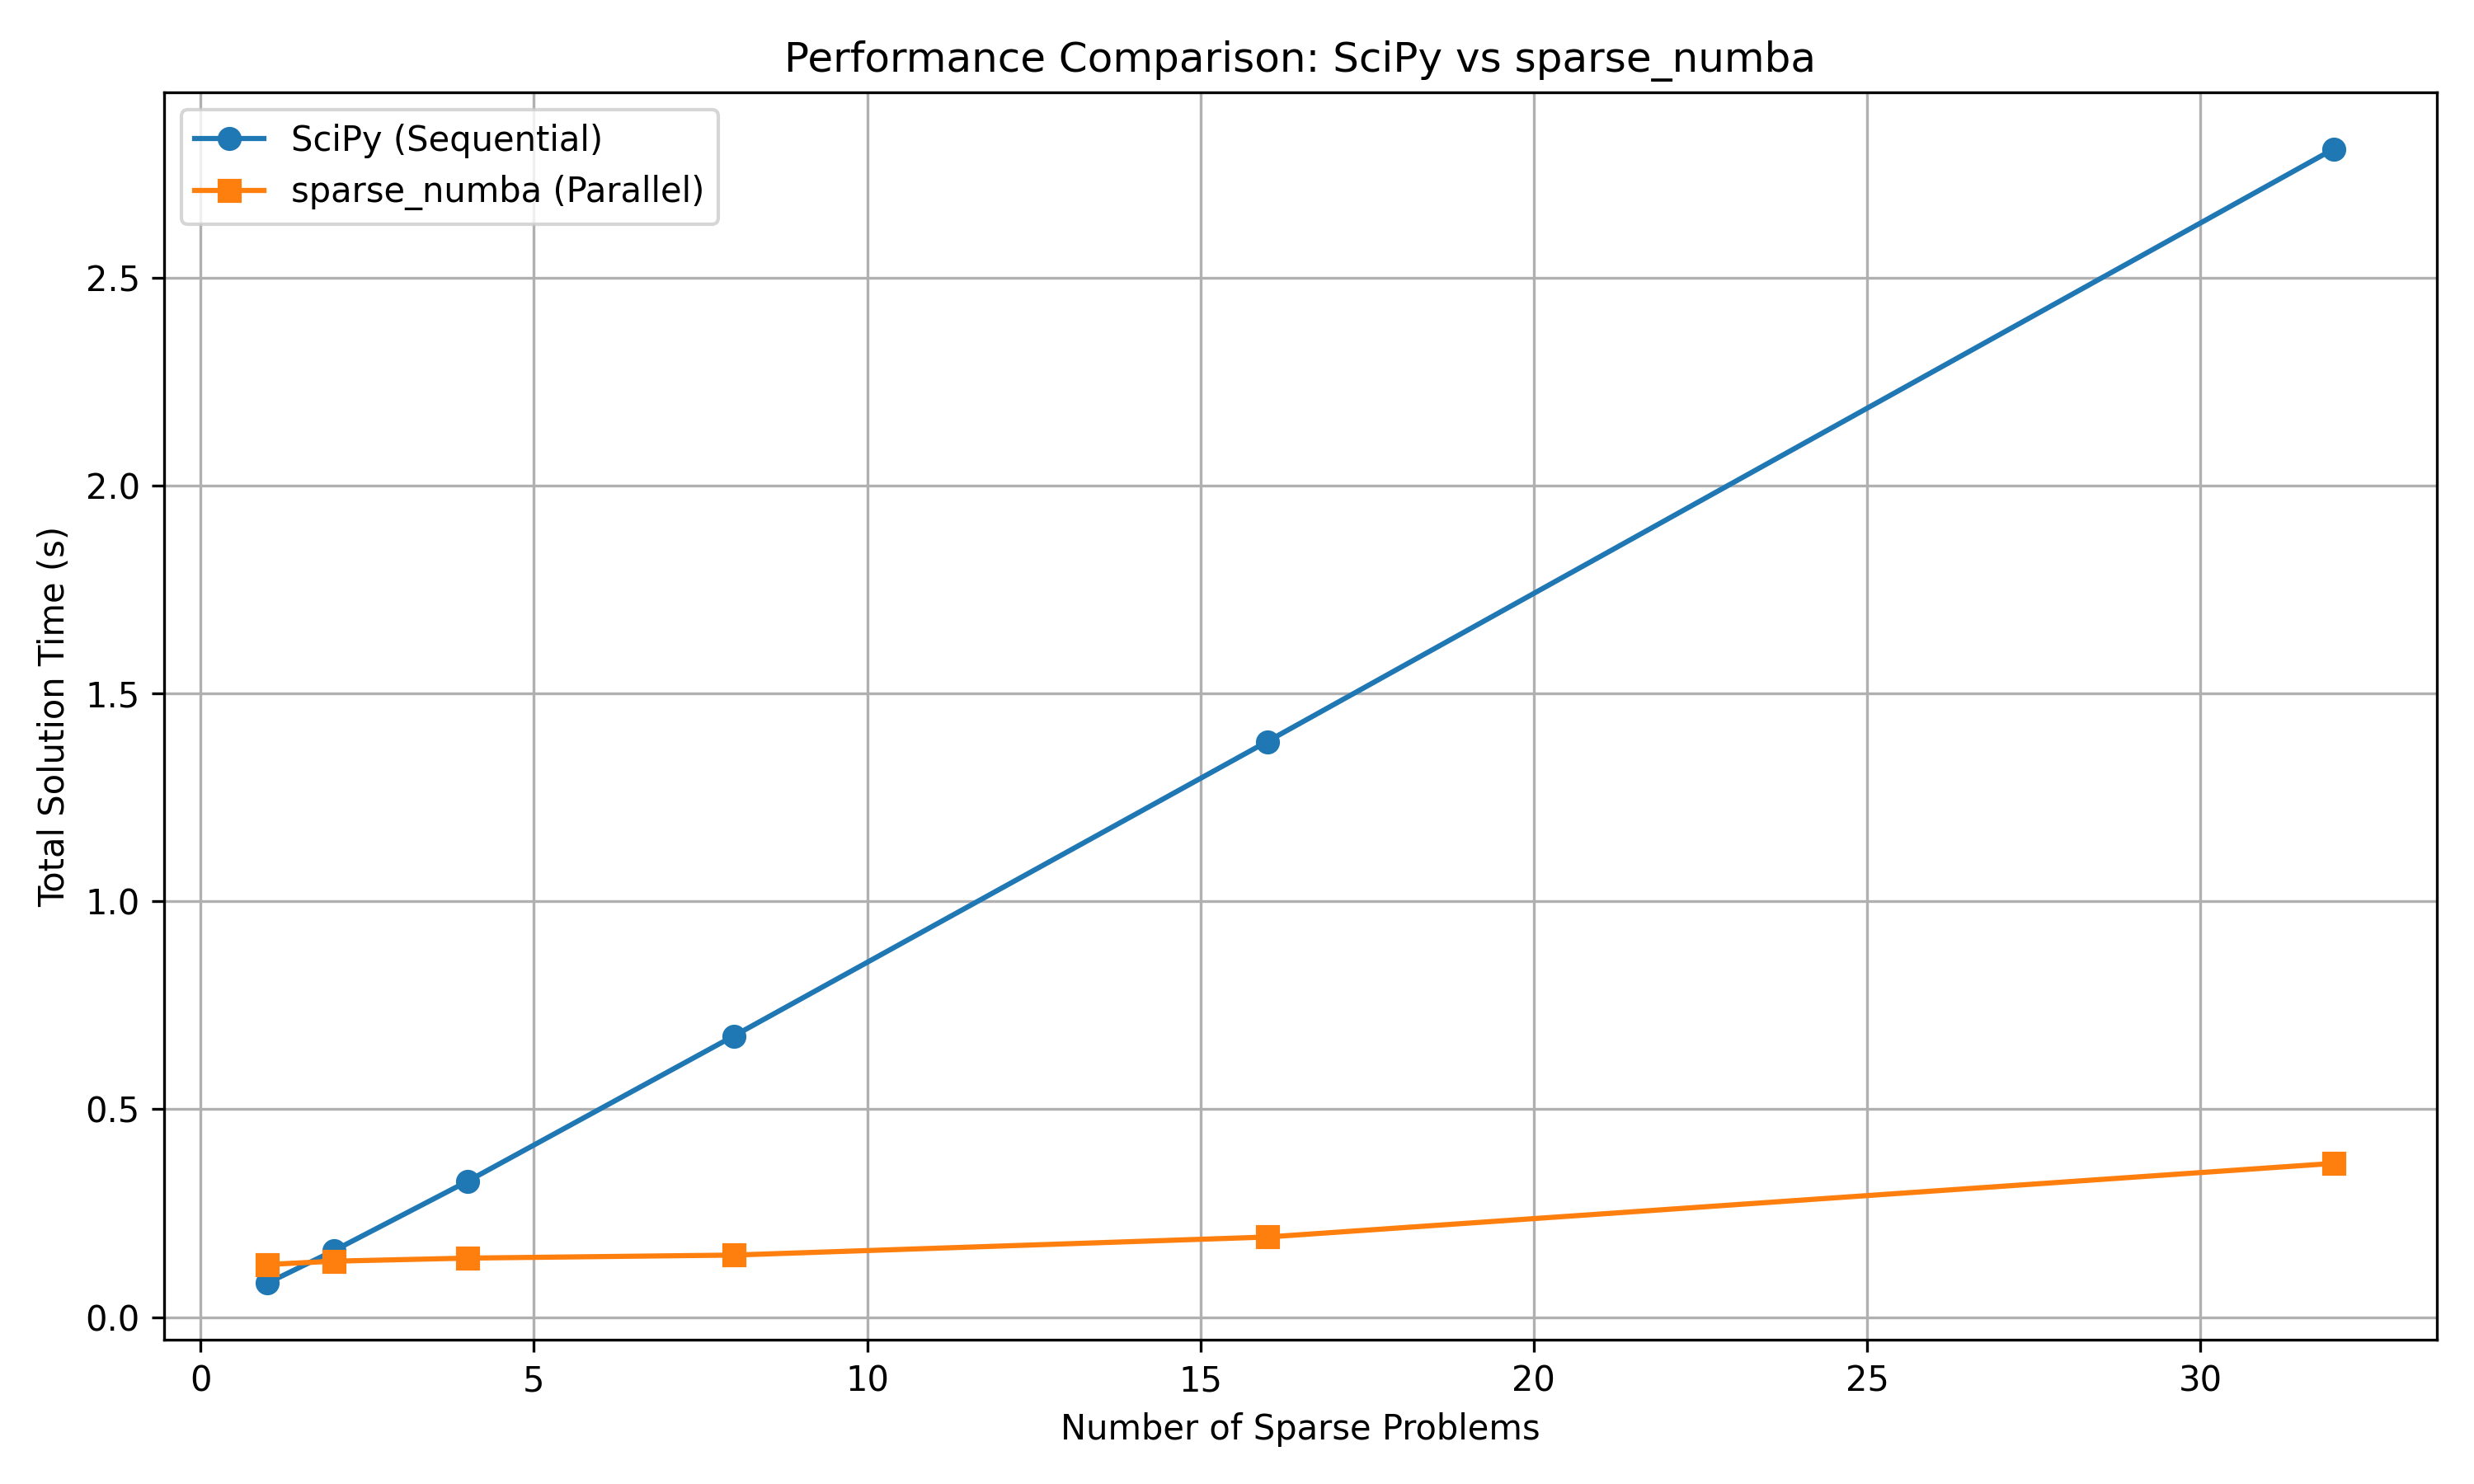 Performance Comparison: SciPy vs sparse_numba
SciPy (Sequential)
sparse_numba (Parallel)
Total Solution Time (s)
2.5
2.0
1.5
1.0
0.5
0.0
0 5 10 15 20 25 30
Number of Sparse Problems